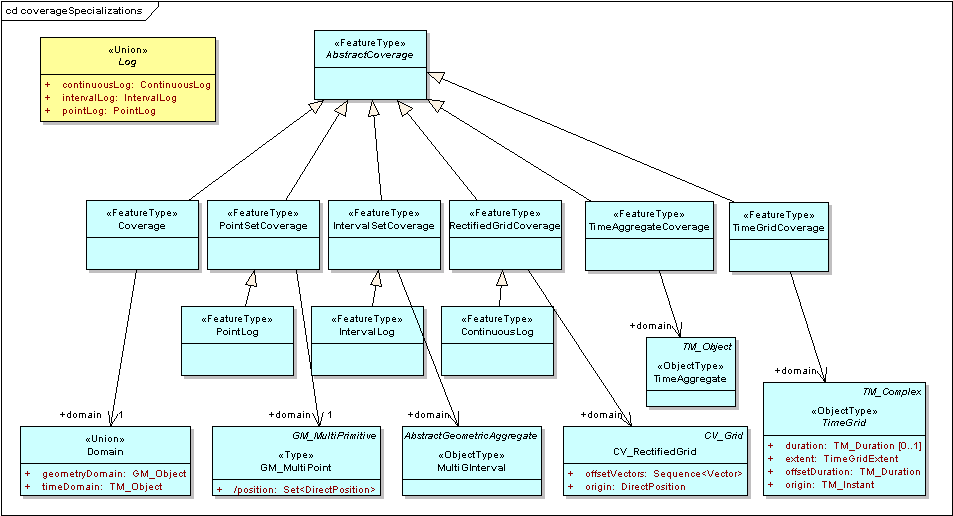 cd coverageSpecializations
«Union»
Log
+ continuousLog: ContinuousLog
+ intervalLog: IntervalLog
+ pointLog: PointLog
«FeatureType»
AbstractCoverage
«FeatureType»
Coverage
«FeatureType»
PointSetCoverage
«FeatureType»
IntervalSetCoverage
«FeatureType»
RectifiedGridCoverage
«FeatureType»
TimeAggregateCoverage
«FeatureType»
TimeGridCoverage
«FeatureType»
PointLog
«FeatureType»
IntervalLog
«FeatureType»
ContinuousLog
+domain
TM_Object
«ObjectType»
TimeAggregate
+domain
TM_Complex
«ObjectType»
TimeGrid
+ duration: TM_Duration [0..1]
+ extent: TimeGridExtent
+ offsetDuration: TM_Duration
+ origin: TM_Instant
+domain 1
«Union»
Domain
+ geometryDomain: GM_Object
+ timeDomain: TM_Object
+domain 1
GM_MultiPrimitive
«Type»
GM_MultiPoint
+ /position: Set<DirectPosition>
+domain
AbstractGeometricAggregate
«ObjectType»
MultiGInterval
+domain
CV_Grid
CV_RectifiedGrid
+ offsetVectors: Sequence<Vector>
+ origin: DirectPosition